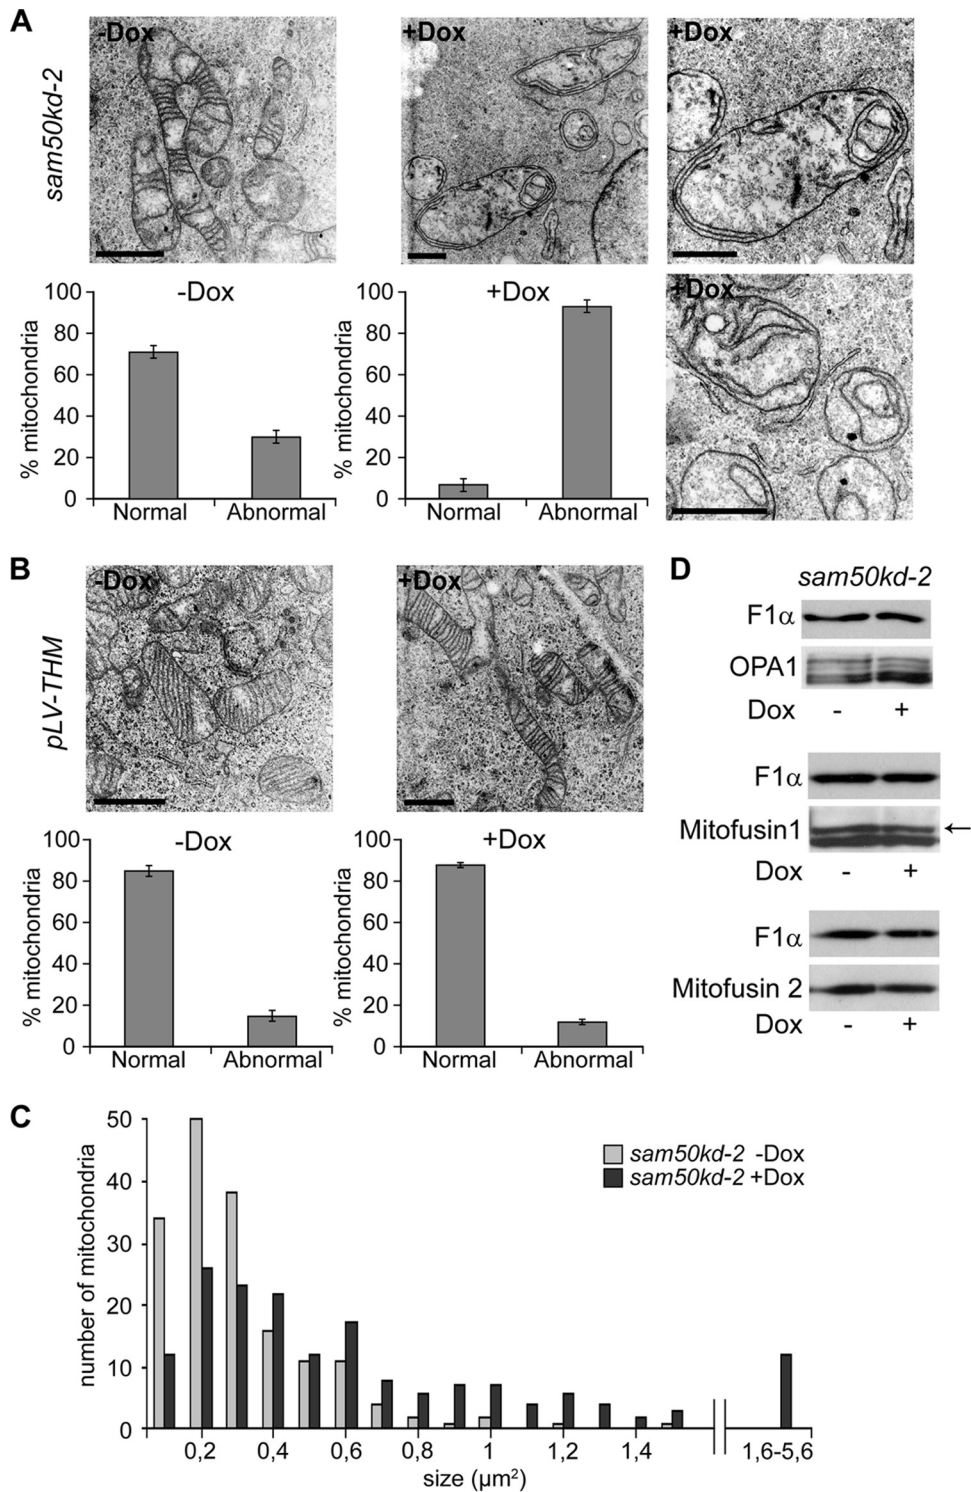 A
sam50kd-2
-Dox
+Dox
+Dox
100
80
60
40
20
0
% mitochondria
-Dox
Normal
Abnormal
100
80
60
40
20
0
% mitochondria
+Dox
Normal
Abnormal
+Dox
B
pLV-THM
-Dox
+Dox
100
80
60
40
20
0
% mitochondria
-Dox
Normal
Abnormal
100
80
60
40
20
0
% mitochondria
+Dox
Normal
Abnormal
D
sam50kd-2
F1α
OPA1
Dox - +
F1α
Mitofusin1 ←
Dox - +
F1α
Mitofusin 2
Dox - +
C
50
40
30
20
10
0
number of mitochondria
sam50kd-2 -Dox
sam50kd-2 +Dox
0,2 0,4 0,6 0,8 1 1,2 1,4 1,6-5,6
size (µm²)